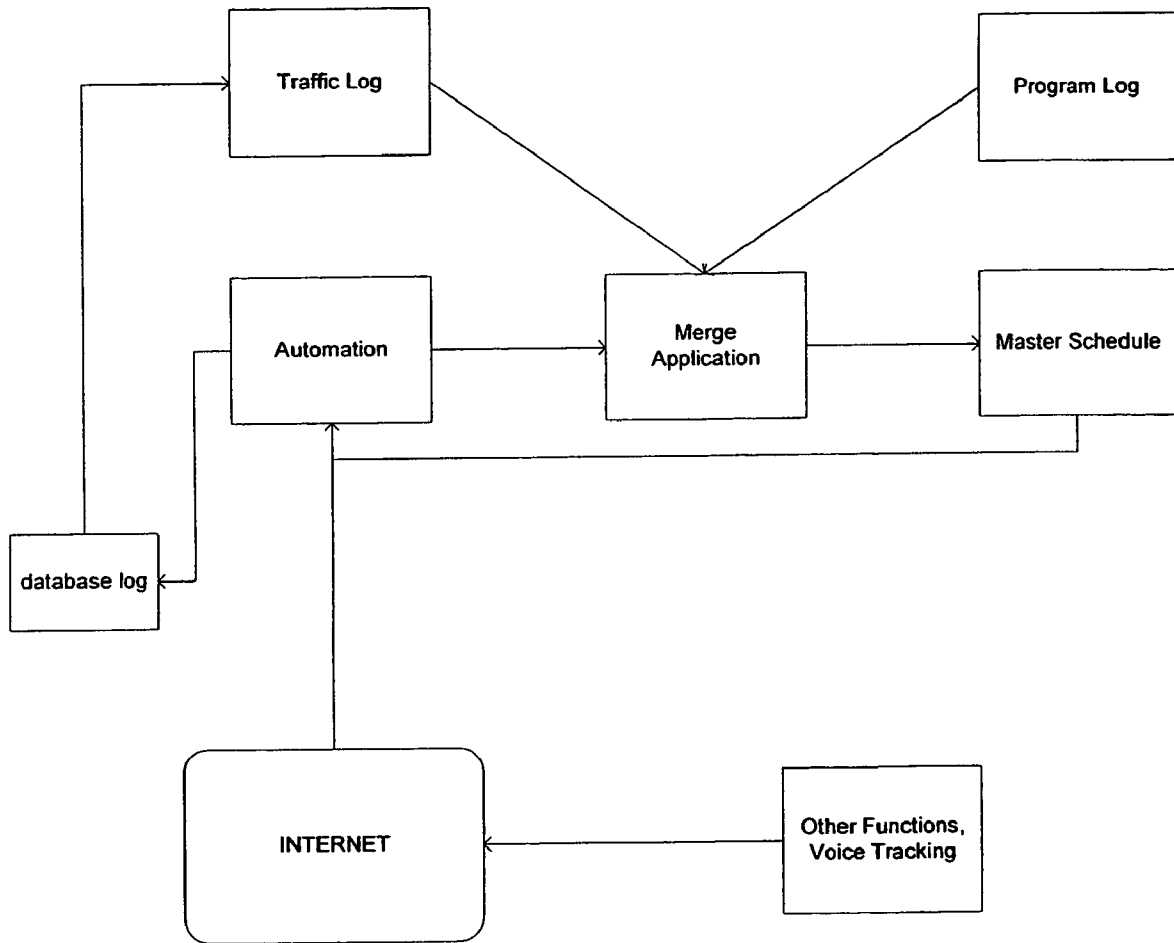 Traffic Log
Program Log
Automation
Merge
Application
Master Schedule
database log
INTERNET
Other Functions,
Voice Tracking